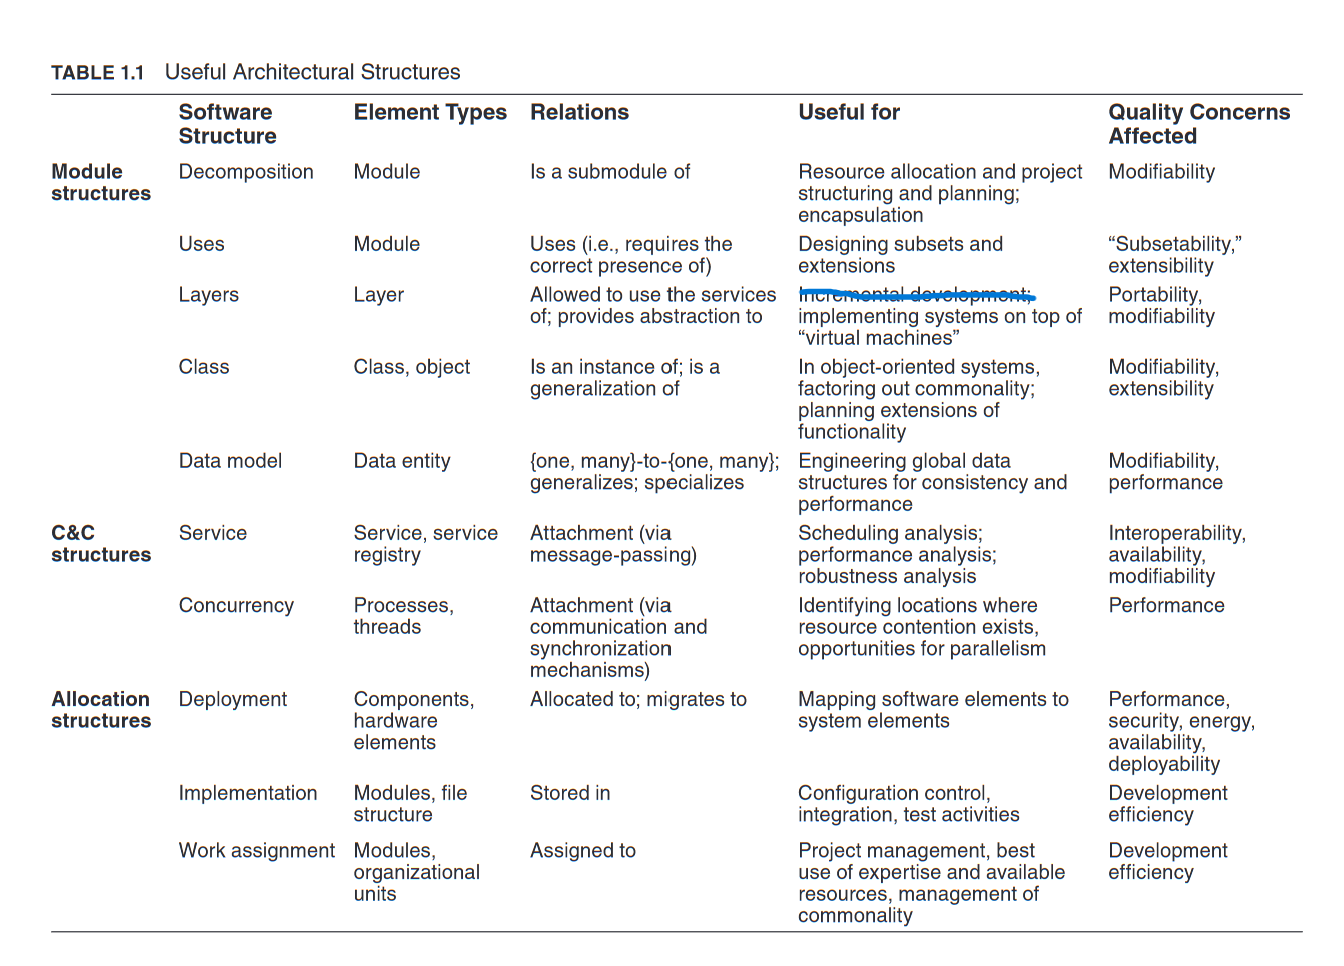 TABLE 1.1 Useful Architectural Structures
Software Structure Element Types Relations Useful for Quality Concerns Affected
Module structures Decomposition Module Is a submodule of Resource allocation and project structuring and planning; encapsulation Modifiability
Uses Module Uses (i.e., requires the correct presence of) Designing subsets and extensions “Subsetability,” extensibility
Layers Layer Allowed to use the services of; provides abstraction to Incremental development; implementing systems on top of “virtual machines” Portability, modifiability
Class Class, object Is an instance of; is a generalization of In object-oriented systems, factoring out commonality; planning extensions of functionality Modifiability, extensibility
Data model Data entity {one, many}-to-{one, many}; generalizes; specializes Engineering global data structures for consistency and performance Modifiability, performance
C&C structures Service Service, service registry Attachment (via message-passing) Scheduling analysis; performance analysis; robustness analysis Interoperability, availability, modifiability
Concurrency Processes, threads Attachment (via communication and synchronization mechanisms) Identifying locations where resource contention exists, opportunities for parallelism Performance
Allocation structures Deployment Components, hardware elements Allocated to; migrates to Mapping software elements to system elements Performance, security, energy, availability, deployability
Implementation Modules, file structure Stored in Configuration control, integration, test activities Development efficiency
Work assignment Modules, organizational units Assigned to Project management, best use of expertise and available resources, management of commonality Development efficiency